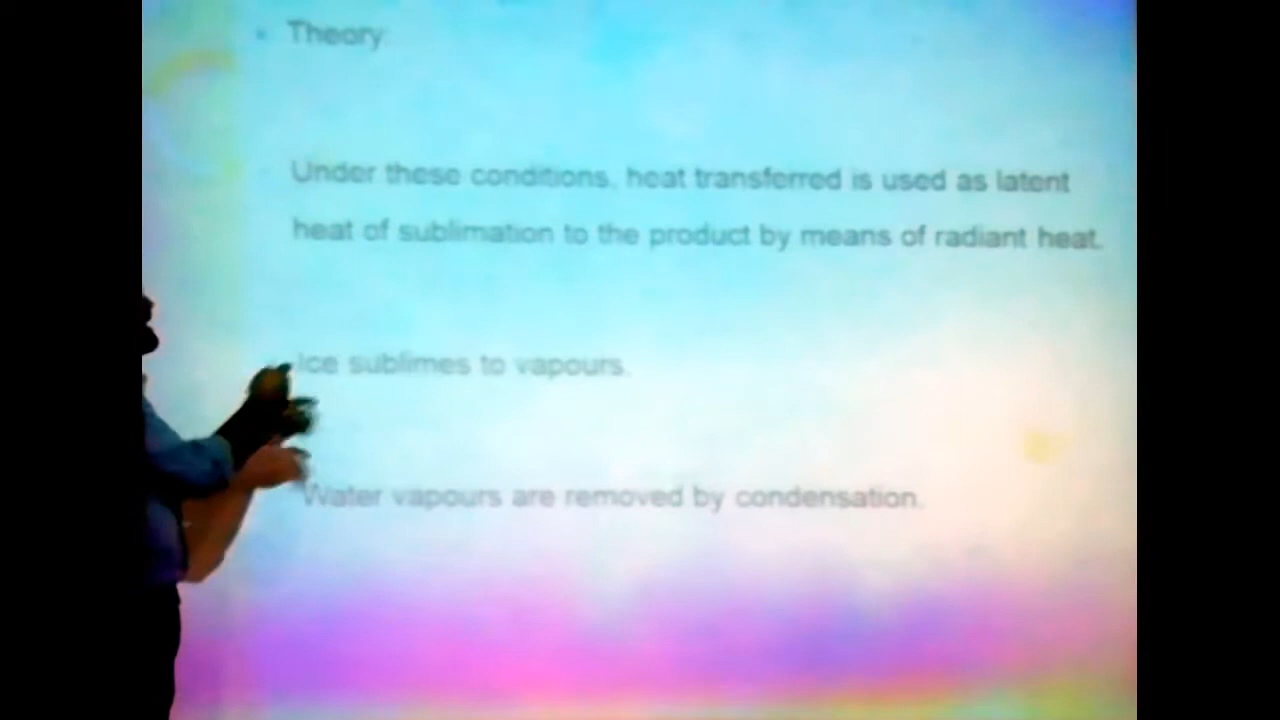 Theory
Under these conditions, heat transferred is used as latent
heat of sublimation to the product by means of radiant heat.
Ice sublimes to vapours.
Water vapours are removed by condensation.